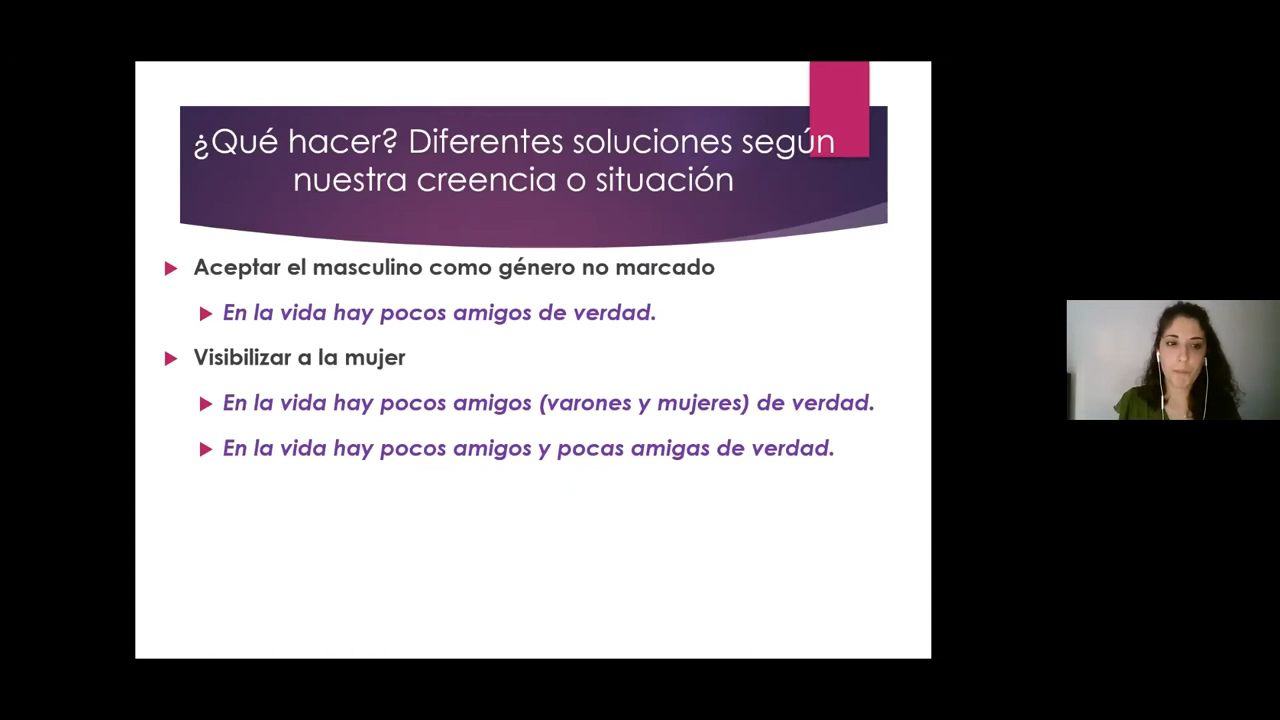 ¿Qué hacer? Diferentes soluciones según
nuestra creencia o situación
Aceptar el masculino como género no marcado
En la vida hay pocos amigos de verdad.
Visibilizar a la mujer
En la vida hay pocos amigos (varones y mujeres) de verdad.
En la vida hay pocos amigos y pocas amigas de verdad.